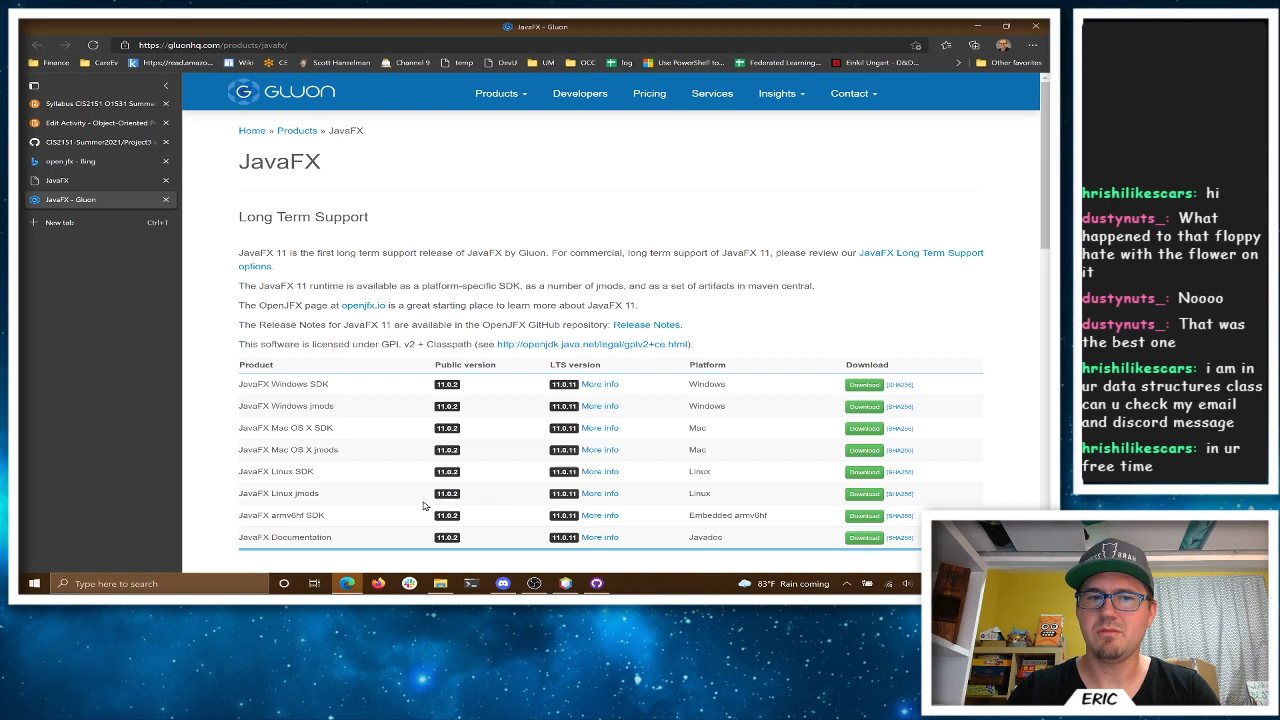 JavaFX - Gluon
https://gluonhq.com/products/javafx/
Finance
CareEv
https://read.amazo...
Wiki
CE
Scott Hanselman
Channel 9
temp
DevU
UM
OCC
log
Use PowerShell to...
Federated Learning...
Einkil Ungart - D&D...
Other favorites
Syllabus CIS2151 O1531 Summe
Edit Activity - Object-Oriented Pr
CIS2151-Summer2021/Project3 a
open jfx - Bing
JavaFX
JavaFX - Gluon
New tab
Ctrl+T
GLUON
Products
Developers
Pricing
Services
Insights
Contact
Home » Products » JavaFX
JavaFX
Long Term Support
JavaFX 11 is the first long term support release of JavaFX by Gluon. For commercial, long term support of JavaFX 11, please review our JavaFX Long Term Support
options.
The JavaFX 11 runtime is available as a platform-specific SDK, as a number of jmods, and as a set of artifacts in maven central.
The OpenJFX page at openjfx.io is a great starting place to learn more about JavaFX 11.
The Release Notes for JavaFX 11 are available in the OpenJFX GitHub repository: Release Notes.
This software is licensed under GPL v2 + Classpath (see http://openjdk.java.net/legal/gplv2+ce.html).
Product Public version LTS version Platform Download
JavaFX Windows SDK 11.0.2 11.0.11 More info Windows Download [SHA256]
JavaFX Windows jmods 11.0.2 11.0.11 More info Windows Download [SHA256]
JavaFX Mac OS X SDK 11.0.2 11.0.11 More info Mac Download [SHA256]
JavaFX Mac OS X jmods 11.0.2 11.0.11 More info Mac Download [SHA256]
JavaFX Linux SDK 11.0.2 11.0.11 More info Linux Download [SHA256]
JavaFX Linux jmods 11.0.2 11.0.11 More info Linux Download [SHA256]
JavaFX armv6hf SDK 11.0.2 11.0.11 More info Embedded armv6hf Download [SHA256]
JavaFX Documentation 11.0.2 11.0.11 More info Javadoc Download [SHA256]
Type here to search
83°F Rain coming
hrishilikescars: hi
dustynuts_: What
happened to that floppy
hate with the flower on
it
dustynuts_: Noooo
dustynuts_: That was
the best one
hrishilikescars: i am in
ur data structures class
can u check my email
and discord message
hrishilikescars: in ur
free time
ERIC